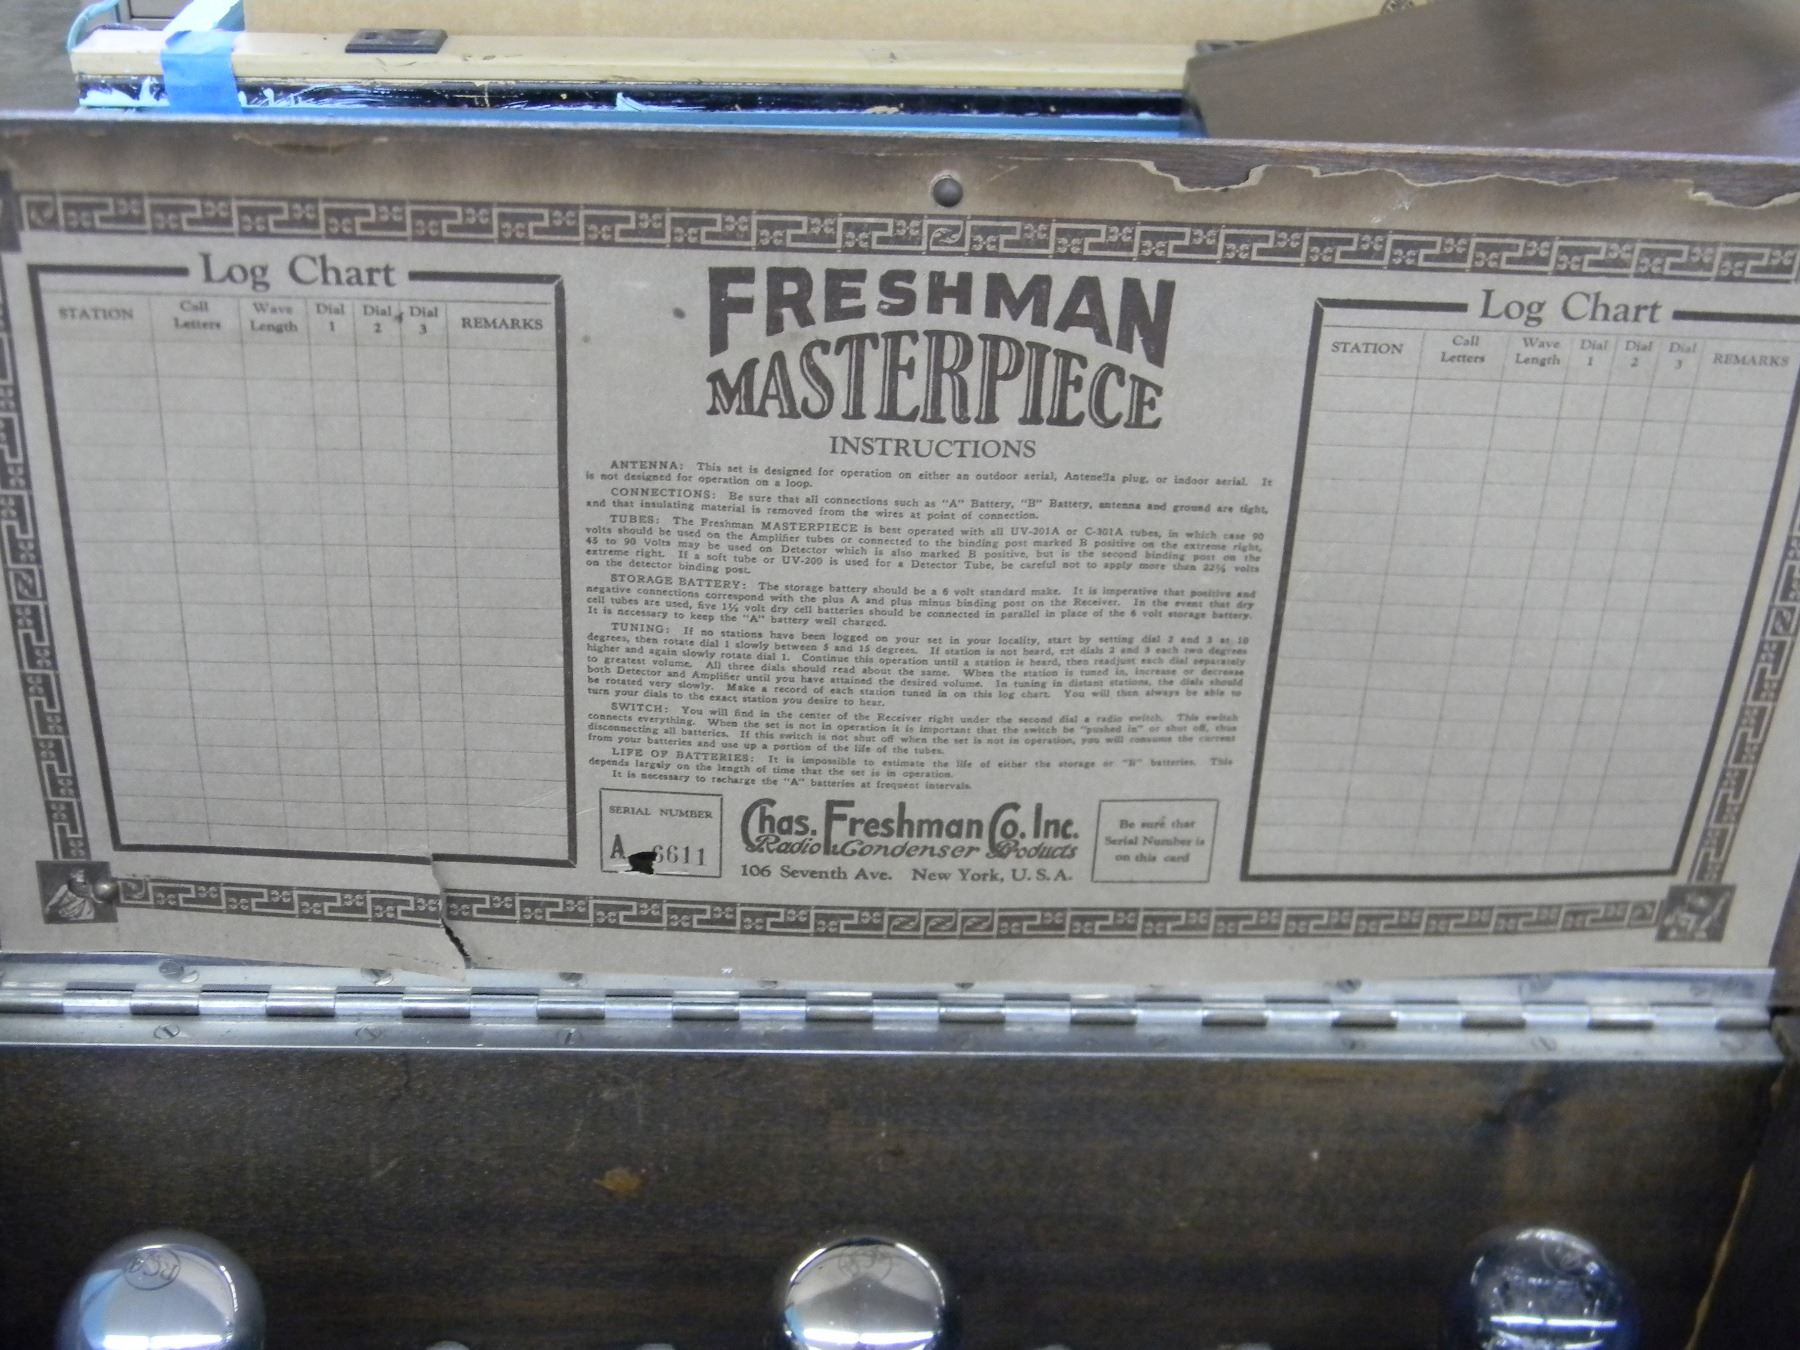 Log Chart
STATION Call Letters Wave Length Dial 1 Dial 2 Dial 3 REMARKS
FRESHMAN
MASTERPIECE
INSTRUCTIONS
ANTENNA: This set is designed for operation on either an outdoor aerial, Antenella plug, or indoor aerial. It
is not designed for operation on a loop.
CONNECTIONS: Be sure that all connections such as "A" Battery, "B" Battery, antenna and ground are tight,
and that insulating material is removed from the wires at point of connection.
TUBES: The Freshman MASTERPIECE is best operated with all UV-201A or C-301A tubes, in which case 90
volts should be used on the Amplifier tubes or connected to the binding post marked B positive on the extreme right,
45 to 90 Volts may be used on Detector which is also marked B positive, but is the second binding post on the
extreme right. If a soft tube or UV-200 is used for a Detector Tube, be careful not to apply more than 22½ volts
on the detector binding post.
STORAGE BATTERY: The storage battery should be a 6 volt standard make. It is imperative that positive and
negative connections correspond with the plus A and plus minus binding post on the Receiver. In the event that dry
cell tubes are used, five 1½ volt dry cell batteries should be connected in parallel in place of the 6 volt storage battery.
It is necessary to keep the "A" battery well charged.
TUNING: If no stations have been logged on your set in your locality, start by setting dial 2 and 3 at 10
degrees, then rotate dial 1 slowly between 5 and 15 degrees. If station is not heard, set dials 2 and 3 each two degrees
higher and again slowly rotate dial 1. Continue this operation until a station is heard, then readjust each dial separately
to greatest volume. All three dials should read about the same. When the station is tuned in, increase or decrease
both Detector and Amplifier until you have attained the desired volume. In tuning in distant stations, the dials should
be rotated very slowly. Make a record of each station tuned in on this log chart. You will then always be able to
turn your dials to the exact station you desire to hear.
SWITCH: You will find in the center of the Receiver right under the second dial a radio switch. This switch
connects everything. When the set is not in operation it is important that the switch be "pushed in" or shut off, thus
disconnecting all batteries. If this switch is not shut off when the set is not in operation, you will consume the current
from your batteries and use up a portion of the life of the tubes.
LIFE OF BATTERIES: It is impossible to estimate the life of either the storage or "B" batteries. This
depends largely on the length of time that the set is in operation.
It is necessary to recharge the "A" batteries at frequent intervals.
SERIAL NUMBER
A 6611
Chas. Freshman Co. Inc.
Radio & Condenser Products
106 Seventh Ave. New York, U.S.A.
Be sure that
Serial Number is
on this card
Log Chart
STATION Call Letters Wave Length Dial 1 Dial 2 Dial 3 REMARKS
RCA